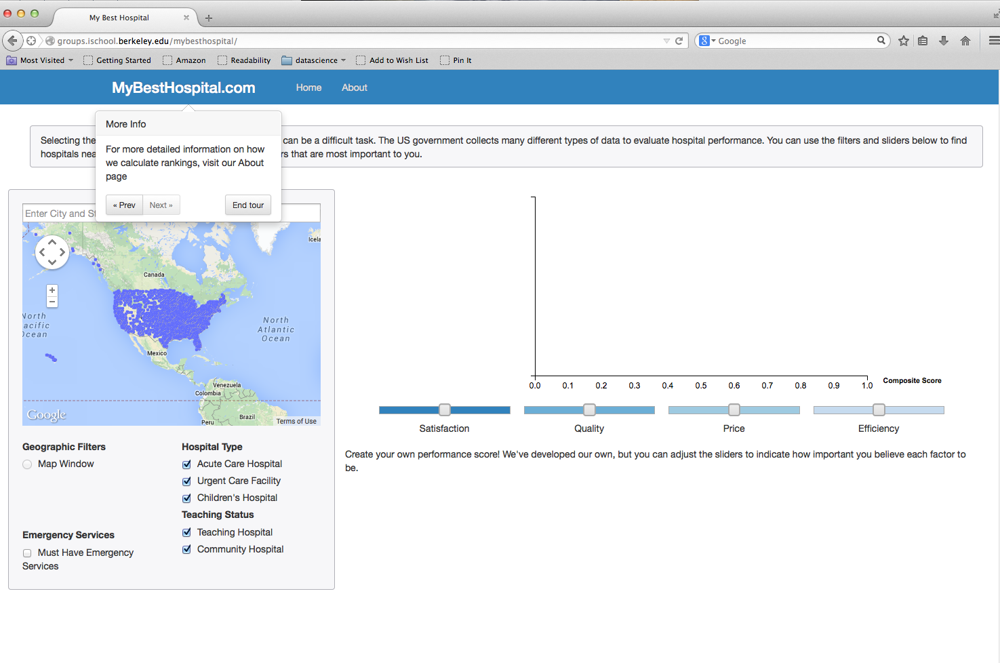 My Best Hospital
groups.ischool.berkeley.edu/mybesthospital/
Google
Most Visited
Getting Started
Amazon
Readability
datascience
Add to Wish List
Pin It
MyBestHospital.com
Home
About
More Info
For more detailed information on how
we calculate rankings, visit our About
page
« Prev
Next »
End tour
Selecting the
can be a difficult task. The US government collects many different types of data to evaluate hospital performance. You can use the filters and sliders below to find
hospitals nea
rs that are most important to you.
Enter City and St
Icela
Canada
North
acific
Ocean
North
Atlantic
Ocean
Mexico
Venezuela
Colombia
Brazil
Peru
Google
Terms of Use
Geographic Filters
Map Window
Emergency Services
Must Have Emergency
Services
Hospital Type
Acute Care Hospital
Urgent Care Facility
Children's Hospital
Teaching Status
Teaching Hospital
Community Hospital
0.0 0.1 0.2 0.3 0.4 0.5 0.6 0.7 0.8 0.9 1.0
Composite Score
Satisfaction
Quality
Price
Efficiency
Create your own performance score! We've developed our own, but you can adjust the sliders to indicate how important you believe each factor to
be.